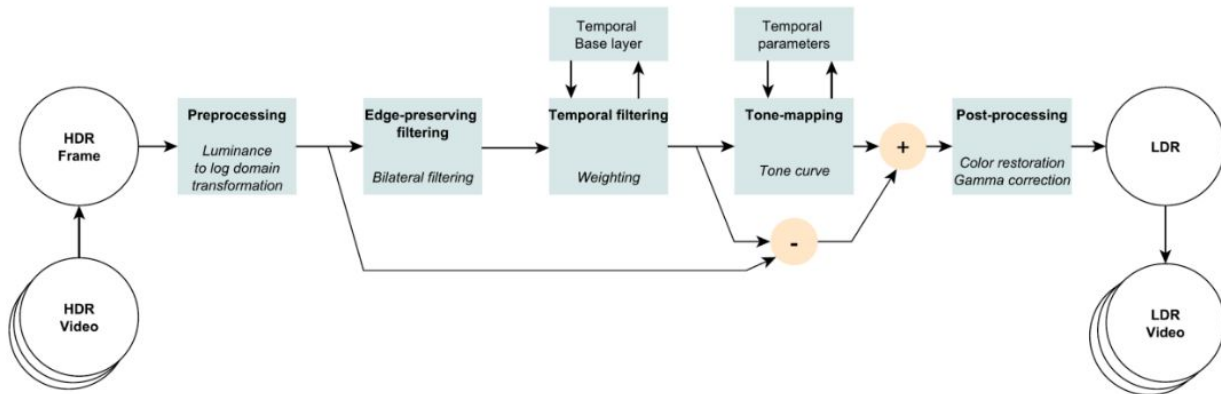 Temporal
Base layer
Temporal
parameters
HDR
Frame
Preprocessing
Luminance
to log domain
transformation
Edge-preserving
filtering
Bilateral filtering
Temporal filtering
Weighting
Tone-mapping
Tone curve
+
-
Post-processing
Color restoration
Gamma correction
LDR
HDR
Video
LDR
Video